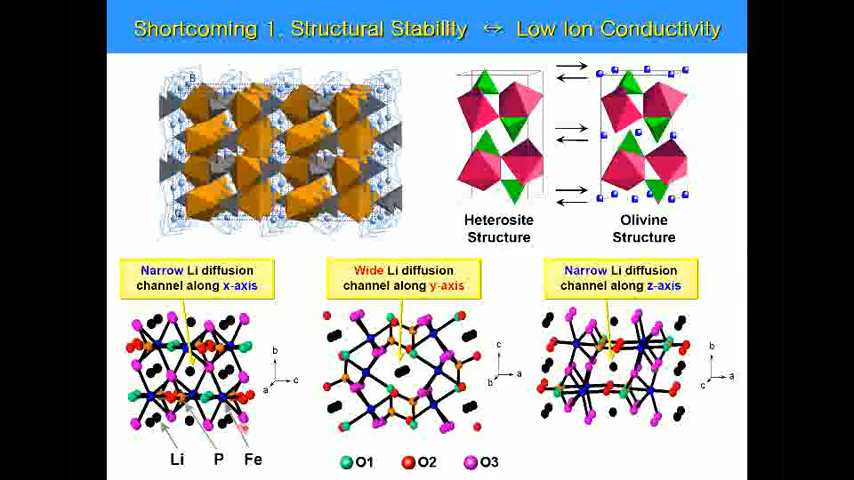 Shortcoming 1. Structural Stability ⇔ Low Ion Conductivity
Heterosite
Structure
Olivine
Structure
Narrow Li diffusion
channel along x-axis
Wide Li diffusion
channel along y-axis
Narrow Li diffusion
channel along z-axis
b
a
c
c
b
a
b
c
a
Li P Fe
O1 O2 O3